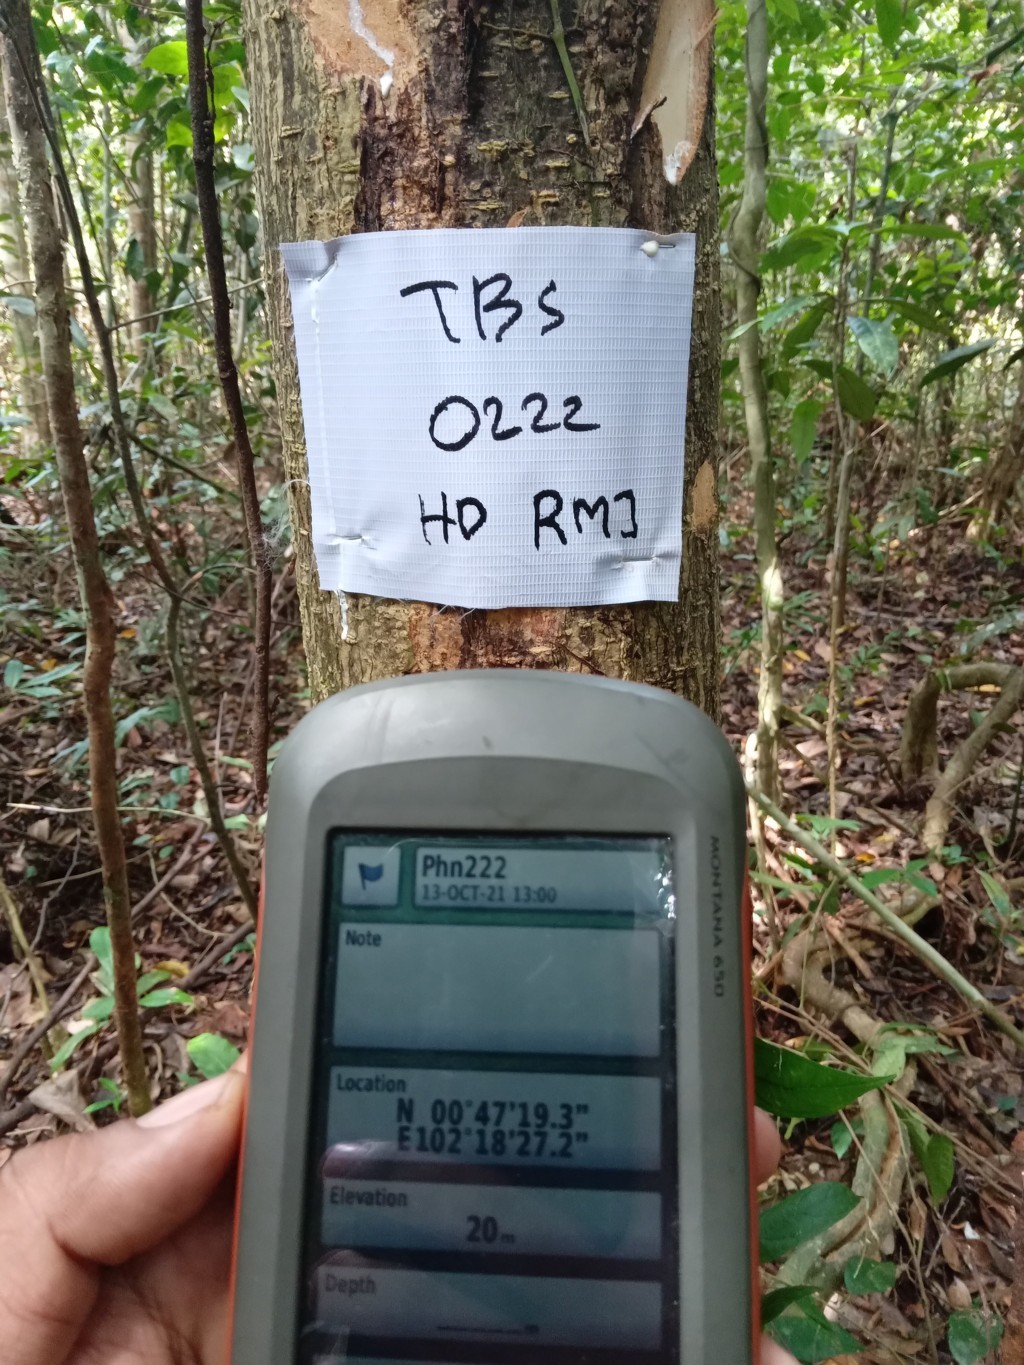 TBS
0222
HD RMJ
MONTANA 650
Phn222
13-OCT-21 13:00
Note
Location
N 00°47'19.3"
E102°18'27.2"
Elevation
20m
Depth